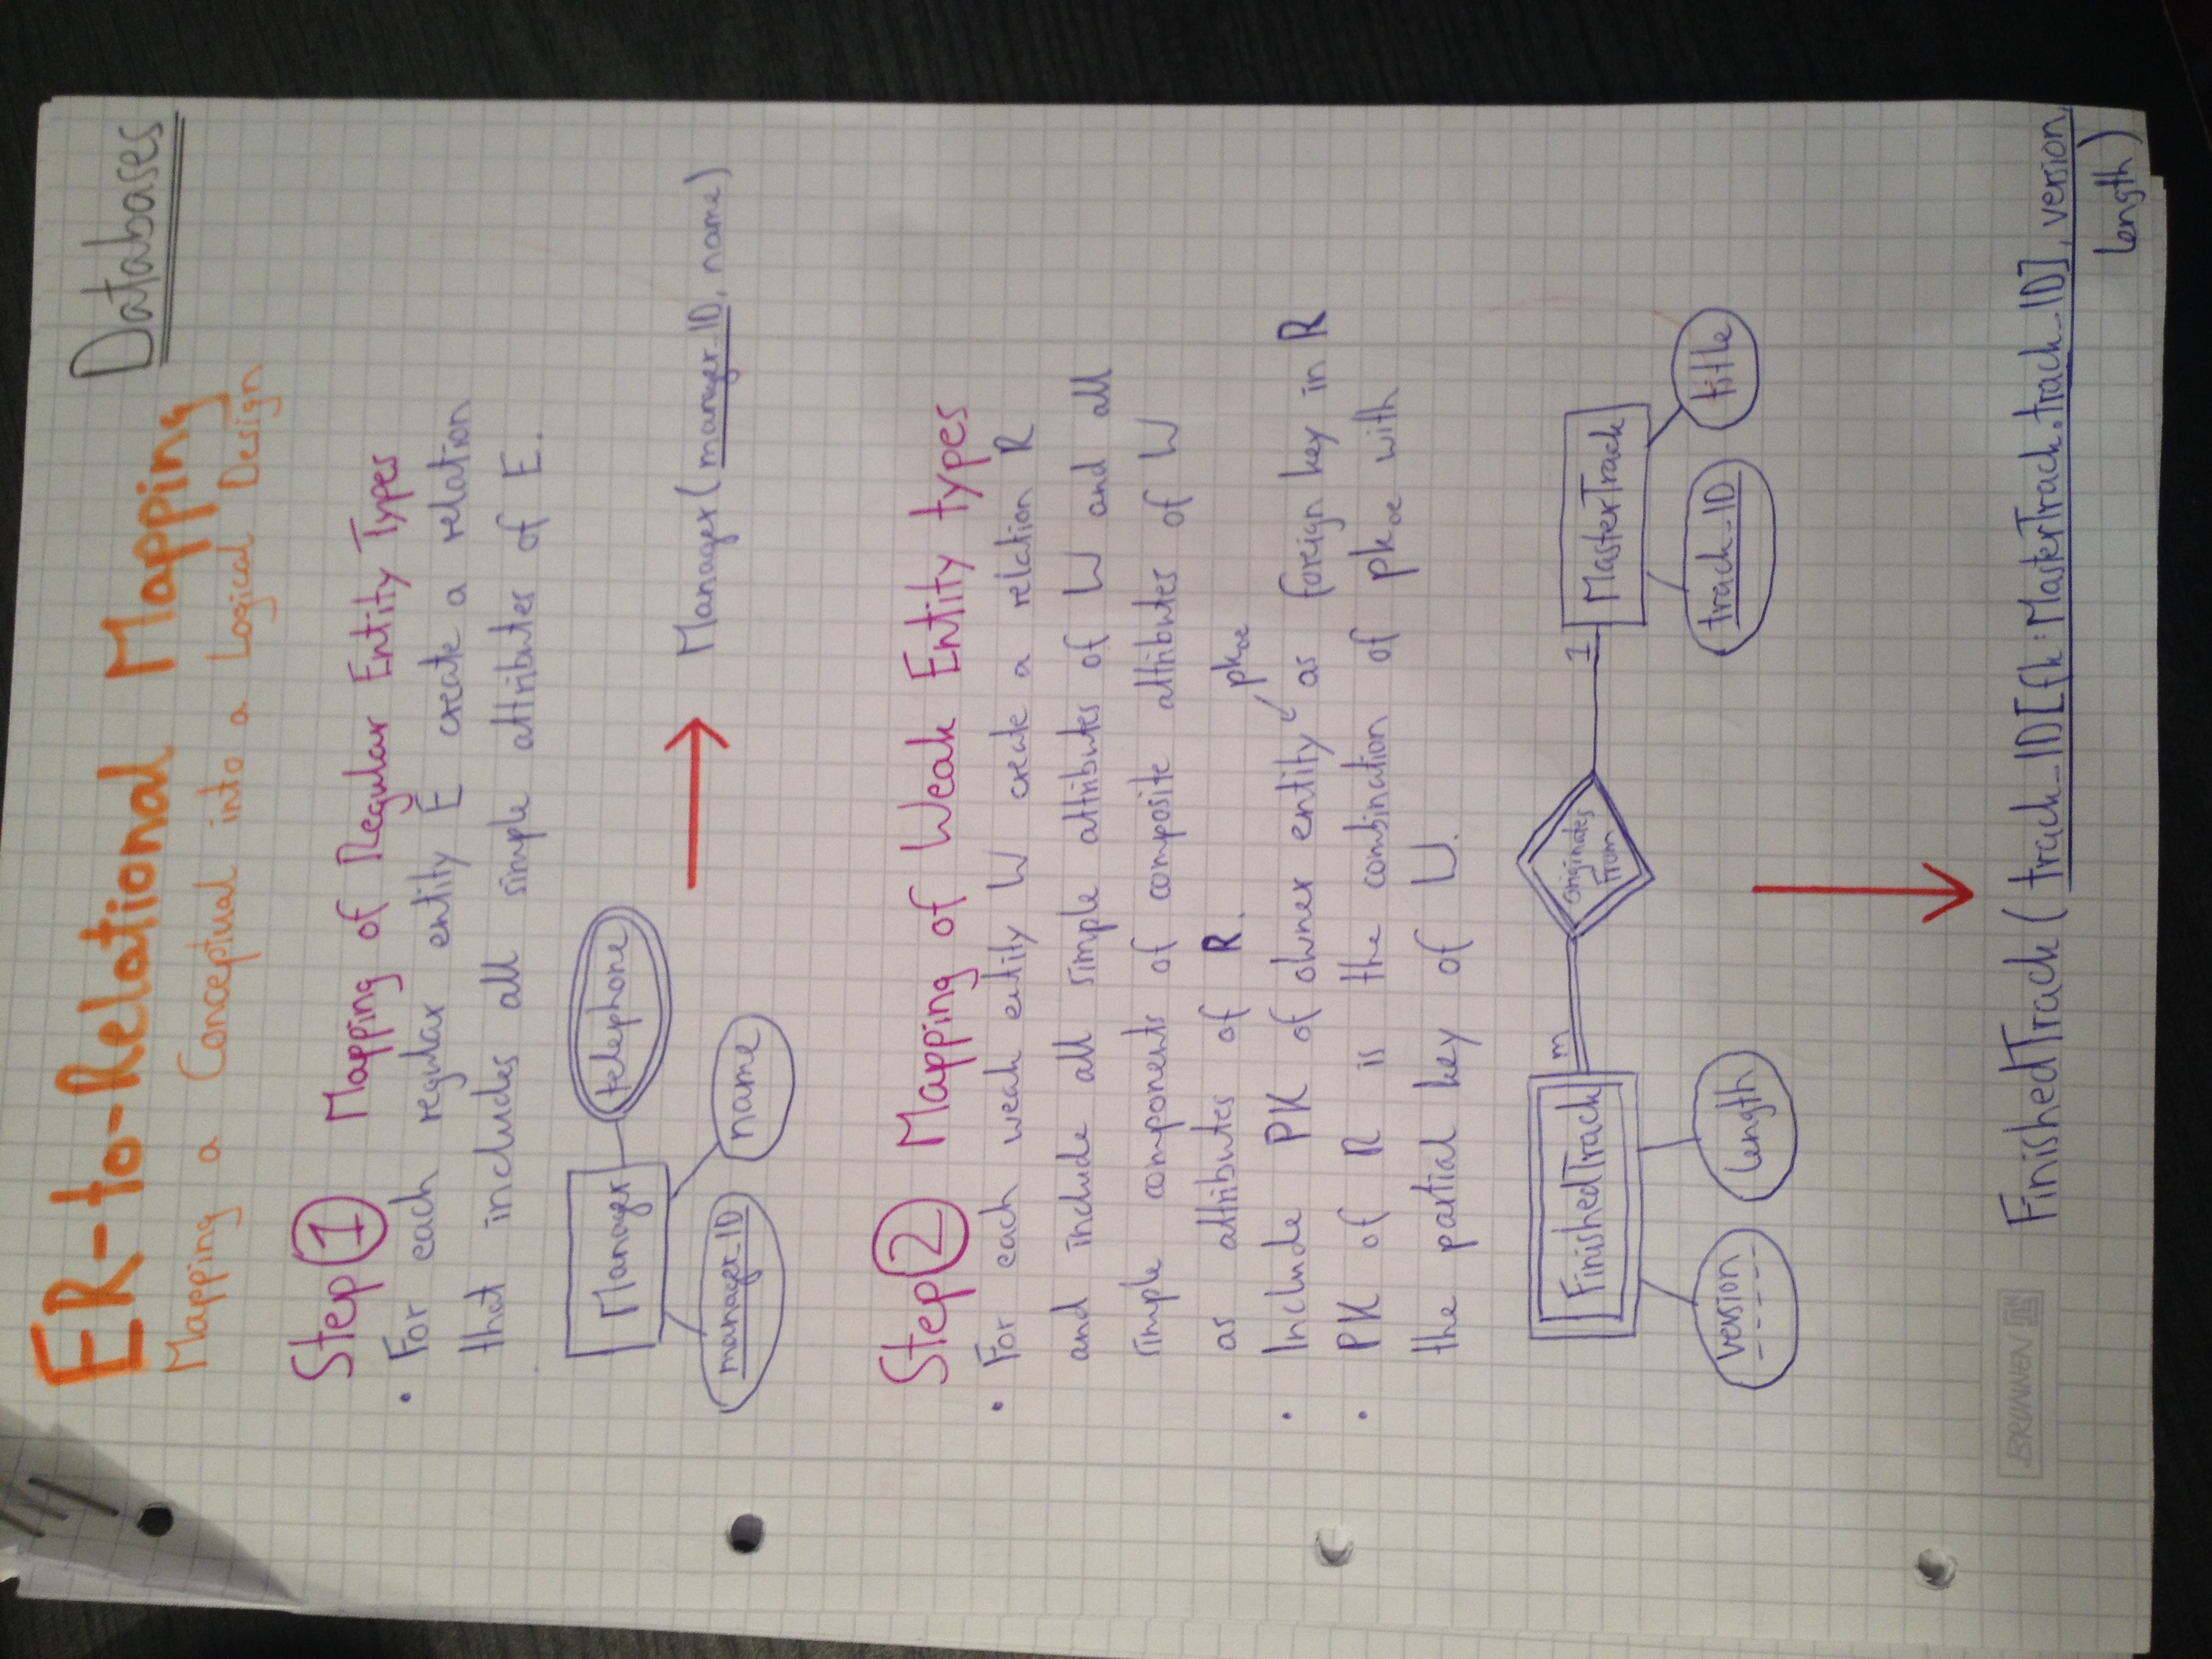 ER-to-Relational Mapping
Databases
Mapping a Conceptual into a Logical Design
Step 1 Mapping of Regular Entity Types
• For each regular entity E create a relation
that includes all simple attributes of E.
Manager
telephone
manager_ID
name
Manager(manager_ID, name)
Step 2 Mapping of Weak Entity types
• For each weak entity W create a relation R
and include all simple attributes of W and all
simple components of composite attributes of W
as attributes of R.
pkoe
• Include PK of owner entity as foreign key in R
• PK of R is the combination of pkoe with
the partial key of W.
FinishedTrack
m
Originates
From
1
MasterTrack
version
length
track_ID
title
BRUNNEN
FinishedTrack(track_ID[fk:MasterTrack.track_ID], version,
length)